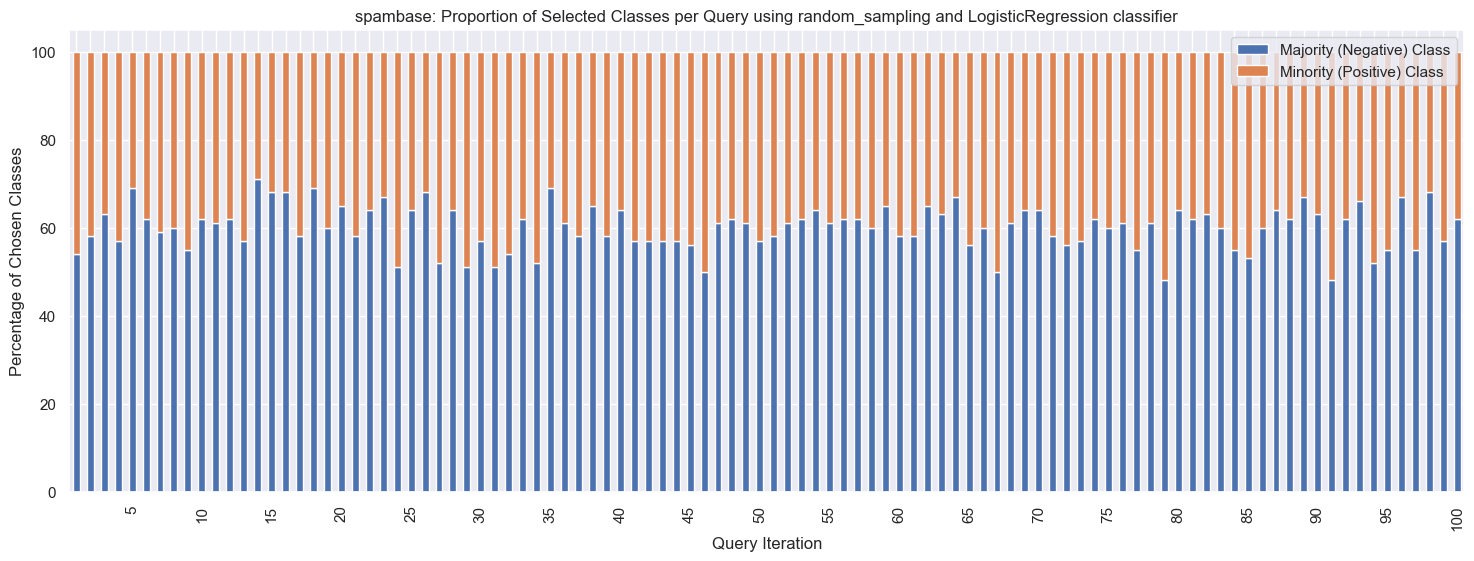 spambase: Proportion of Selected Classes per Query using random_sampling and LogisticRegression classifier
Majority (Negative) Class
Minority (Positive) Class
Percentage of Chosen Classes
100
80
60
40
20
0
5 10 15 20 25 30 35 40 45 50 55 60 65 70 75 80 85 90 95 100
Query Iteration